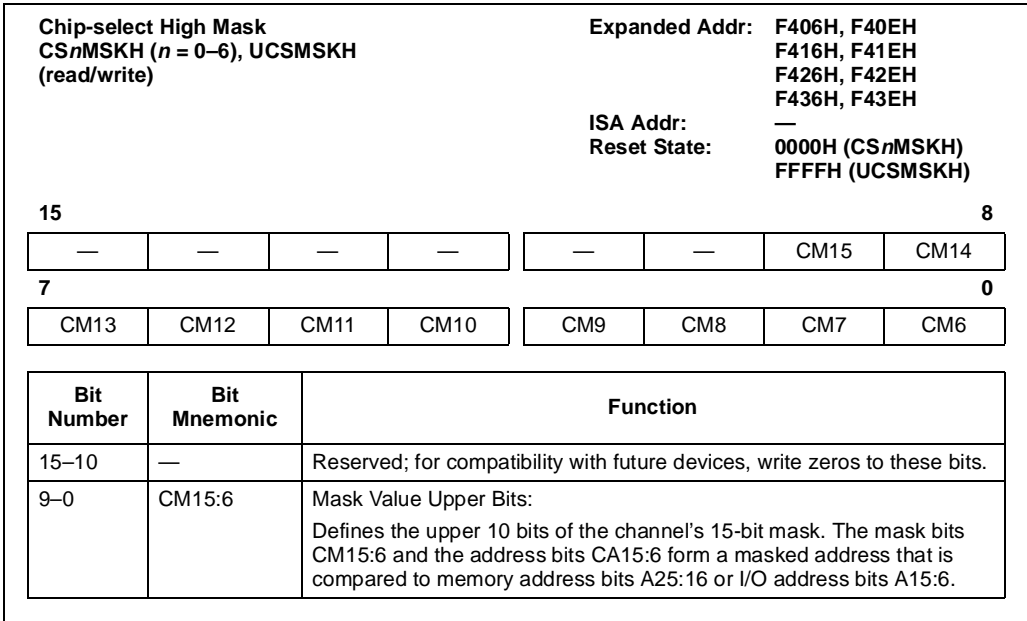 Chip-select High Mask Expanded Addr: F406H, F40EH
CSnMSKH (n = 0–6), UCSMSKH F416H, F41EH
(read/write) F426H, F42EH
F436H, F43EH
ISA Addr: —
Reset State: 0000H (CSnMSKH)
FFFFH (UCSMSKH)
15 8
— — — — — — CM15 CM14
7 0
CM13 CM12 CM11 CM10 CM9 CM8 CM7 CM6
Bit Number Bit Mnemonic Function
15–10 — Reserved; for compatibility with future devices, write zeros to these bits.
9–0 CM15:6 Mask Value Upper Bits:
Defines the upper 10 bits of the channel's 15-bit mask. The mask bits
CM15:6 and the address bits CA15:6 form a masked address that is
compared to memory address bits A25:16 or I/O address bits A15:6.